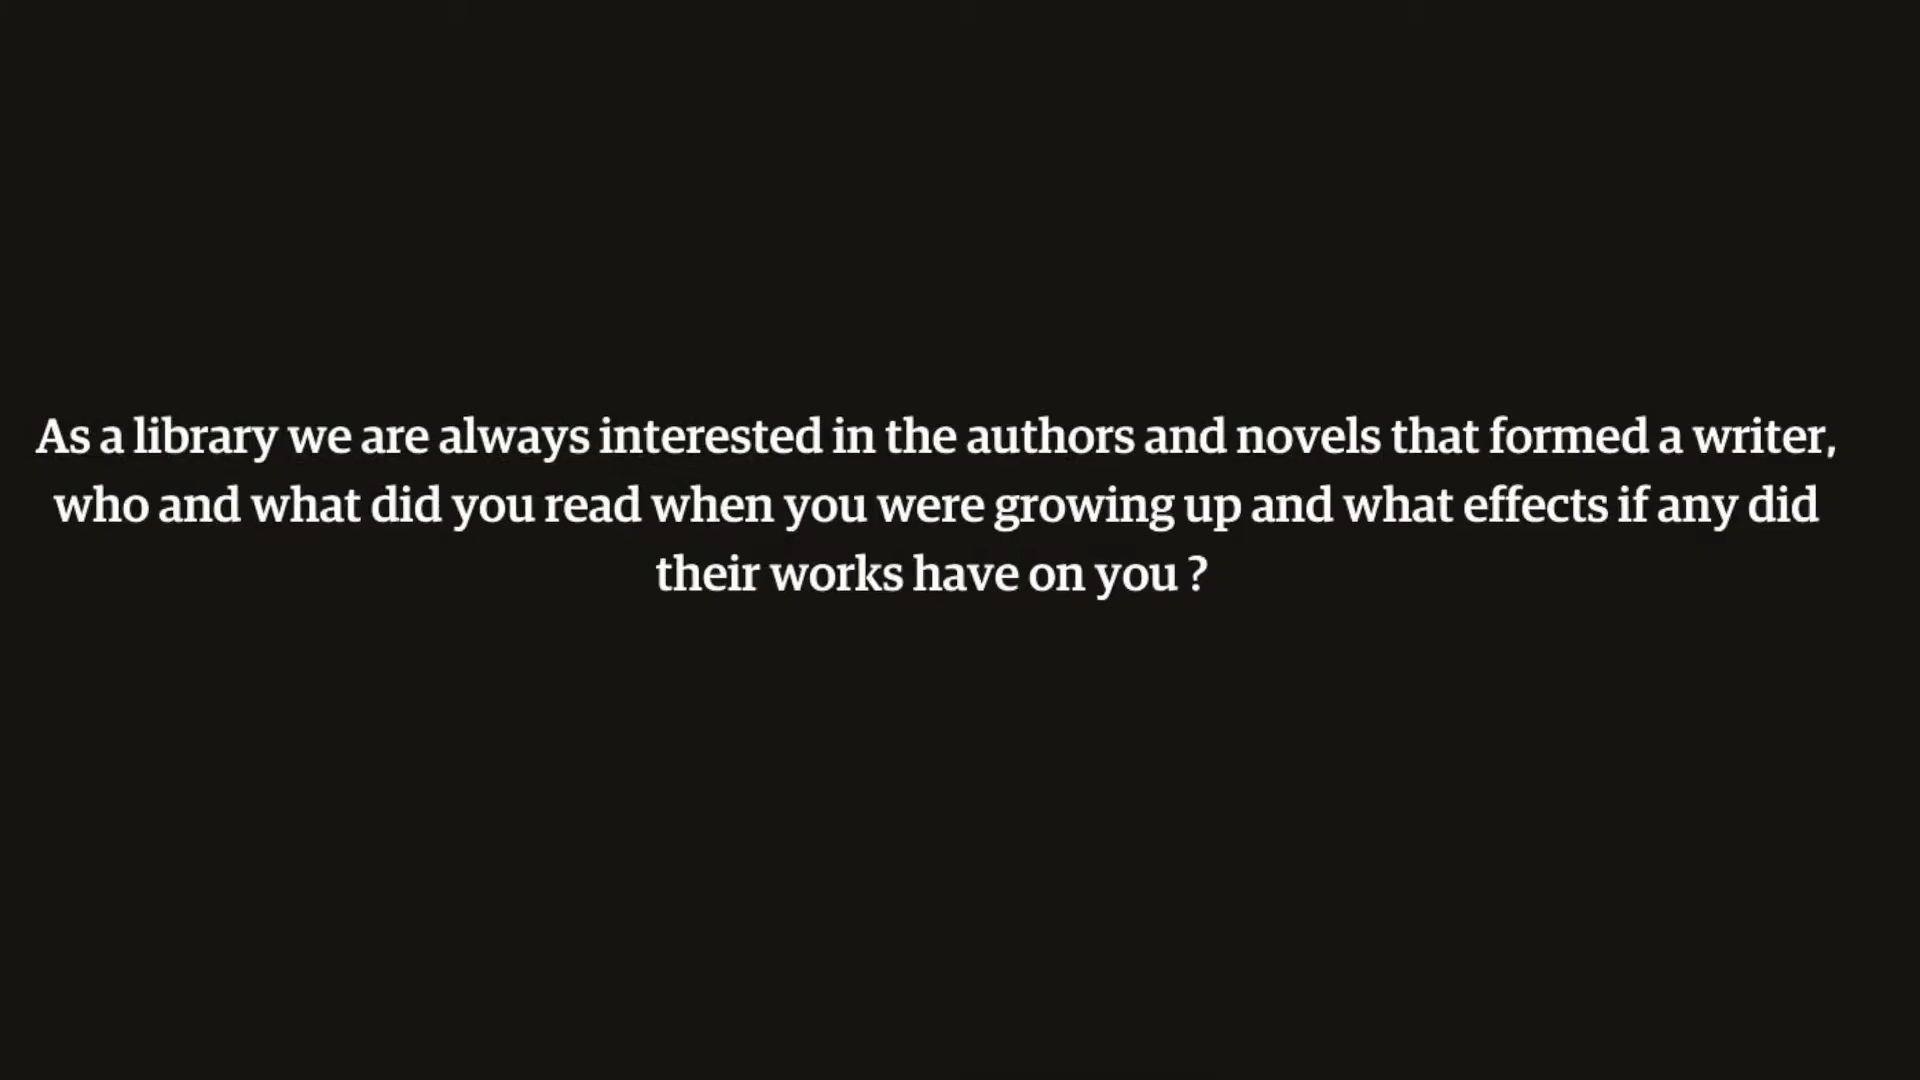 As a library we are always interested in the authors and novels that formed a writer,
who and what did you read when you were growing up and what effects if any did
their works have on you ?